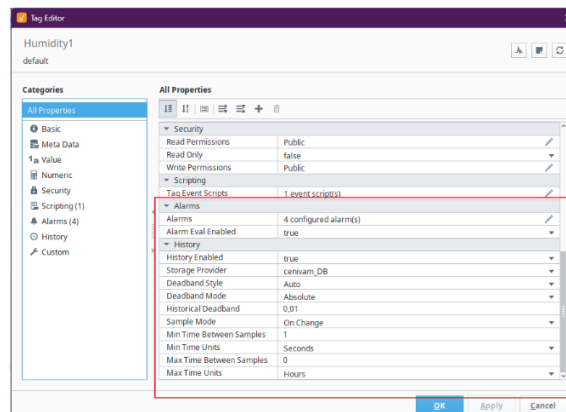 Tag Editor
Humidity1
default
Categories
All Properties
Basic
Meta Data
1a Value
Numeric
Security
Scripting (1)
Alarms (4)
History
Custom
All Properties
Security
Read Permissions Public
Read Only false
Write Permissions Public
Scripting
Tag Event Scripts 1 event script(s)
Alarms
Alarms 4 configured alarm(s)
Alarm Eval Enabled true
History
History Enabled true
Storage Provider cenivam_DB
Deadband Style Auto
Deadband Mode Absolute
Historical Deadband 0,01
Sample Mode On Change
Min Time Between Samples 1
Min Time Units Seconds
Max Time Between Samples 0
Max Time Units Hours
OK Apply Cancel